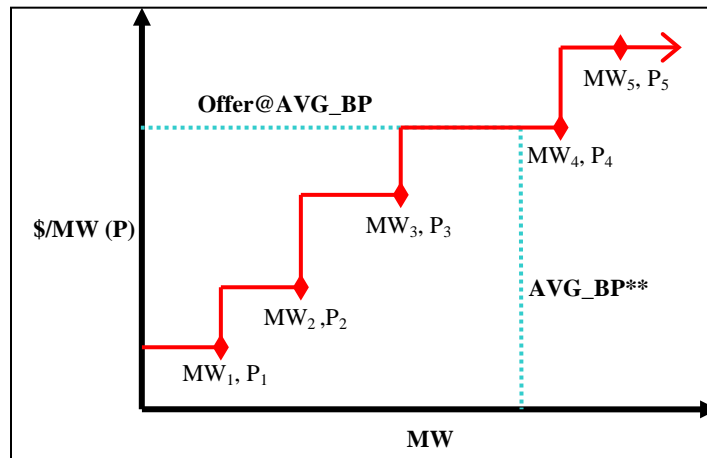 MW₅, P₅
Offer@AVG_BP
MW₄, P₄
$/MW (P)
MW₃, P₃
AVG_BP**
MW₂ ,P₂
MW₁, P₁
MW